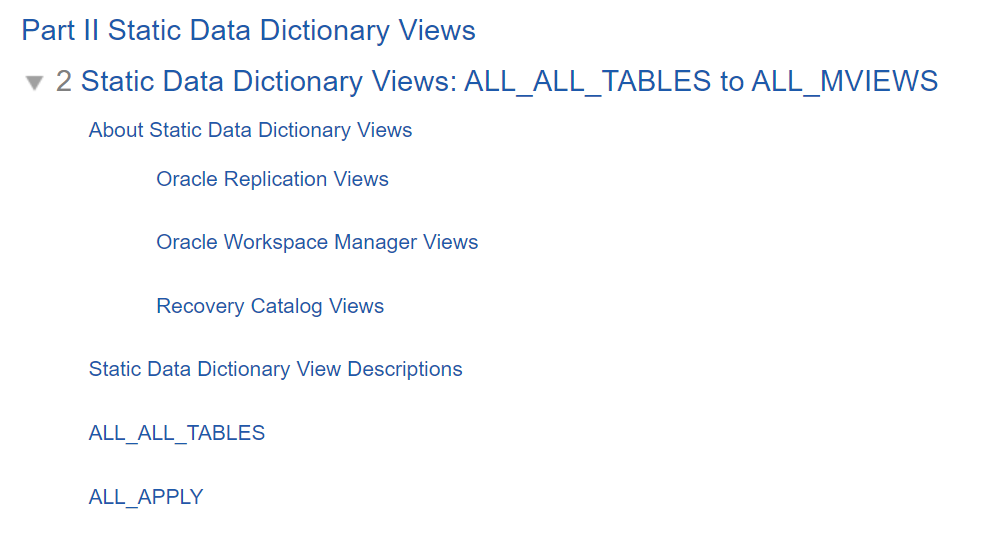 Part II Static Data Dictionary Views
2 Static Data Dictionary Views: ALL_ALL_TABLES to ALL_MVIEWS
About Static Data Dictionary Views
Oracle Replication Views
Oracle Workspace Manager Views
Recovery Catalog Views
Static Data Dictionary View Descriptions
ALL_ALL_TABLES
ALL_APPLY